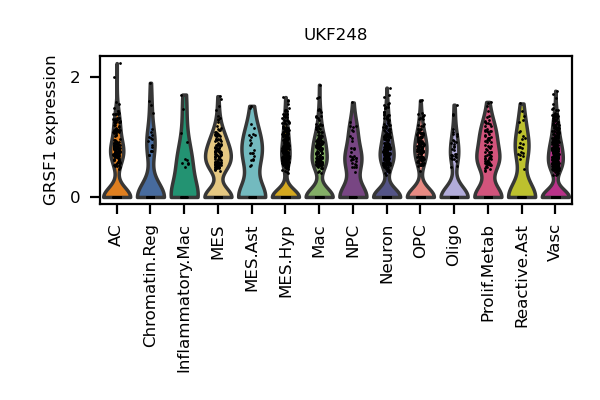 UKF248
GRSF1 expression
2
0
AC
Chromatin.Reg
Inflammatory.Mac
MES
MES.Ast
MES.Hyp
Mac
NPC
Neuron
OPC
Oligo
Prolif.Metab
Reactive.Ast
Vasc